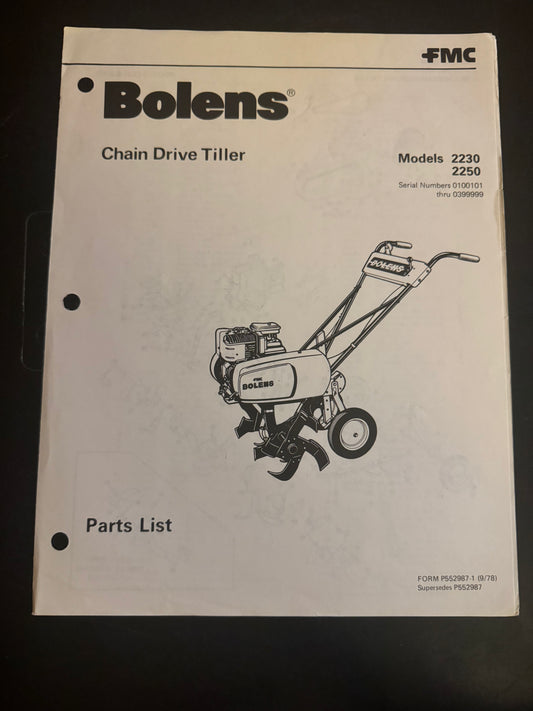 FMC
Bolens®
Chain Drive Tiller
Models 2230
2250
Serial Numbers 0100101
thru 0399999
BOLENS
FMC
BOLENS
Parts List
FORM P552987-1 (9/78)
Supersedes P552987